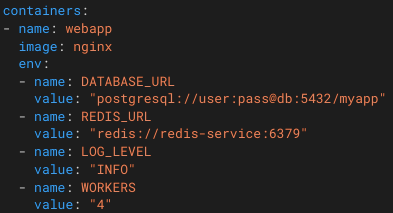 containers:
- name: webapp
  image: nginx
  env:
  - name: DATABASE_URL
    value: "postgresql://user:pass@db:5432/myapp"
  - name: REDIS_URL
    value: "redis://redis-service:6379"
  - name: LOG_LEVEL
    value: "INFO"
  - name: WORKERS
    value: "4"